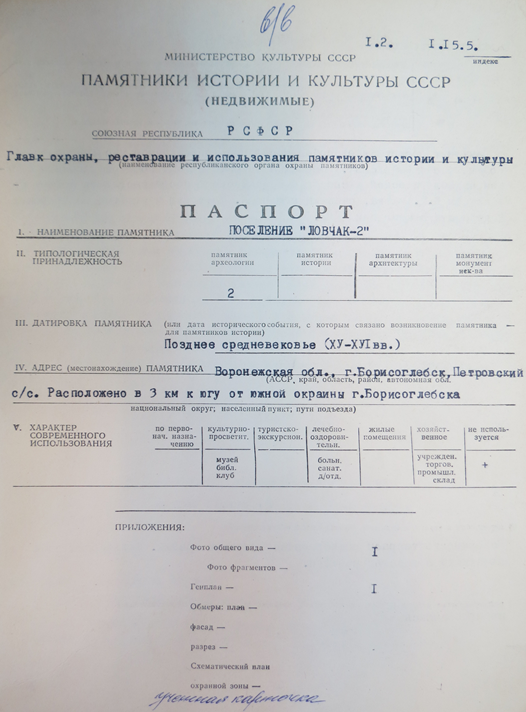 в/в
I.2. I.I5.5.
МИНИСТЕРСТВО КУЛЬТУРЫ СССР
индекс
ПАМЯТНИКИ ИСТОРИИ И КУЛЬТУРЫ СССР
(НЕДВИЖИМЫЕ)
СОЮЗНАЯ РЕСПУБЛИКА РСФСР
Главк охраны, реставрации и использования памятников истории и культуры
(наименование республиканского органа охраны памятников)
ПАСПОРТ
I. НАИМЕНОВАНИЕ ПАМЯТНИКА ПОСЕЛЕНИЕ "ЛОВЧАК-2"
II. ТИПОЛОГИЧЕСКАЯ ПРИНАДЛЕЖНОСТЬ
памятник археологии
памятник истории
памятник архитектуры
памятник монумент иск-ва
2
III. ДАТИРОВКА ПАМЯТНИКА (или дата исторического события, с которым связано возникновение памятника —
для памятников истории)
Позднее средневековье (ХУ-ХУIвв.)
IV. АДРЕС (местонахождение) ПАМЯТНИКА Воронежская обл., г.Борисоглебск, Петровский
(АССР, край, область, район, автономная обл.
с/с. Расположено в 3 км к югу от южной окраины г.Борисоглебска
национальный округ; населенный пункт; пути подъезда)
V. ХАРАКТЕР СОВРЕМЕННОГО ИСПОЛЬЗОВАНИЯ
по первонач. назначению
культурно-просветит.
туристско-экскурсион.
лечебно-оздоровительн.
жилые помещения
хозяйственное
не используется
музей библ. клуб
больн. санат. д/отд.
учрежден. торгов. промышл. склад
+
ПРИЛОЖЕНИЯ:
Фото общего вида — I
Фото фрагментов —
Генплан — I
Обмеры: план —
фасад —
разрез —
Схематический план
охранной зоны —
учетная карточка